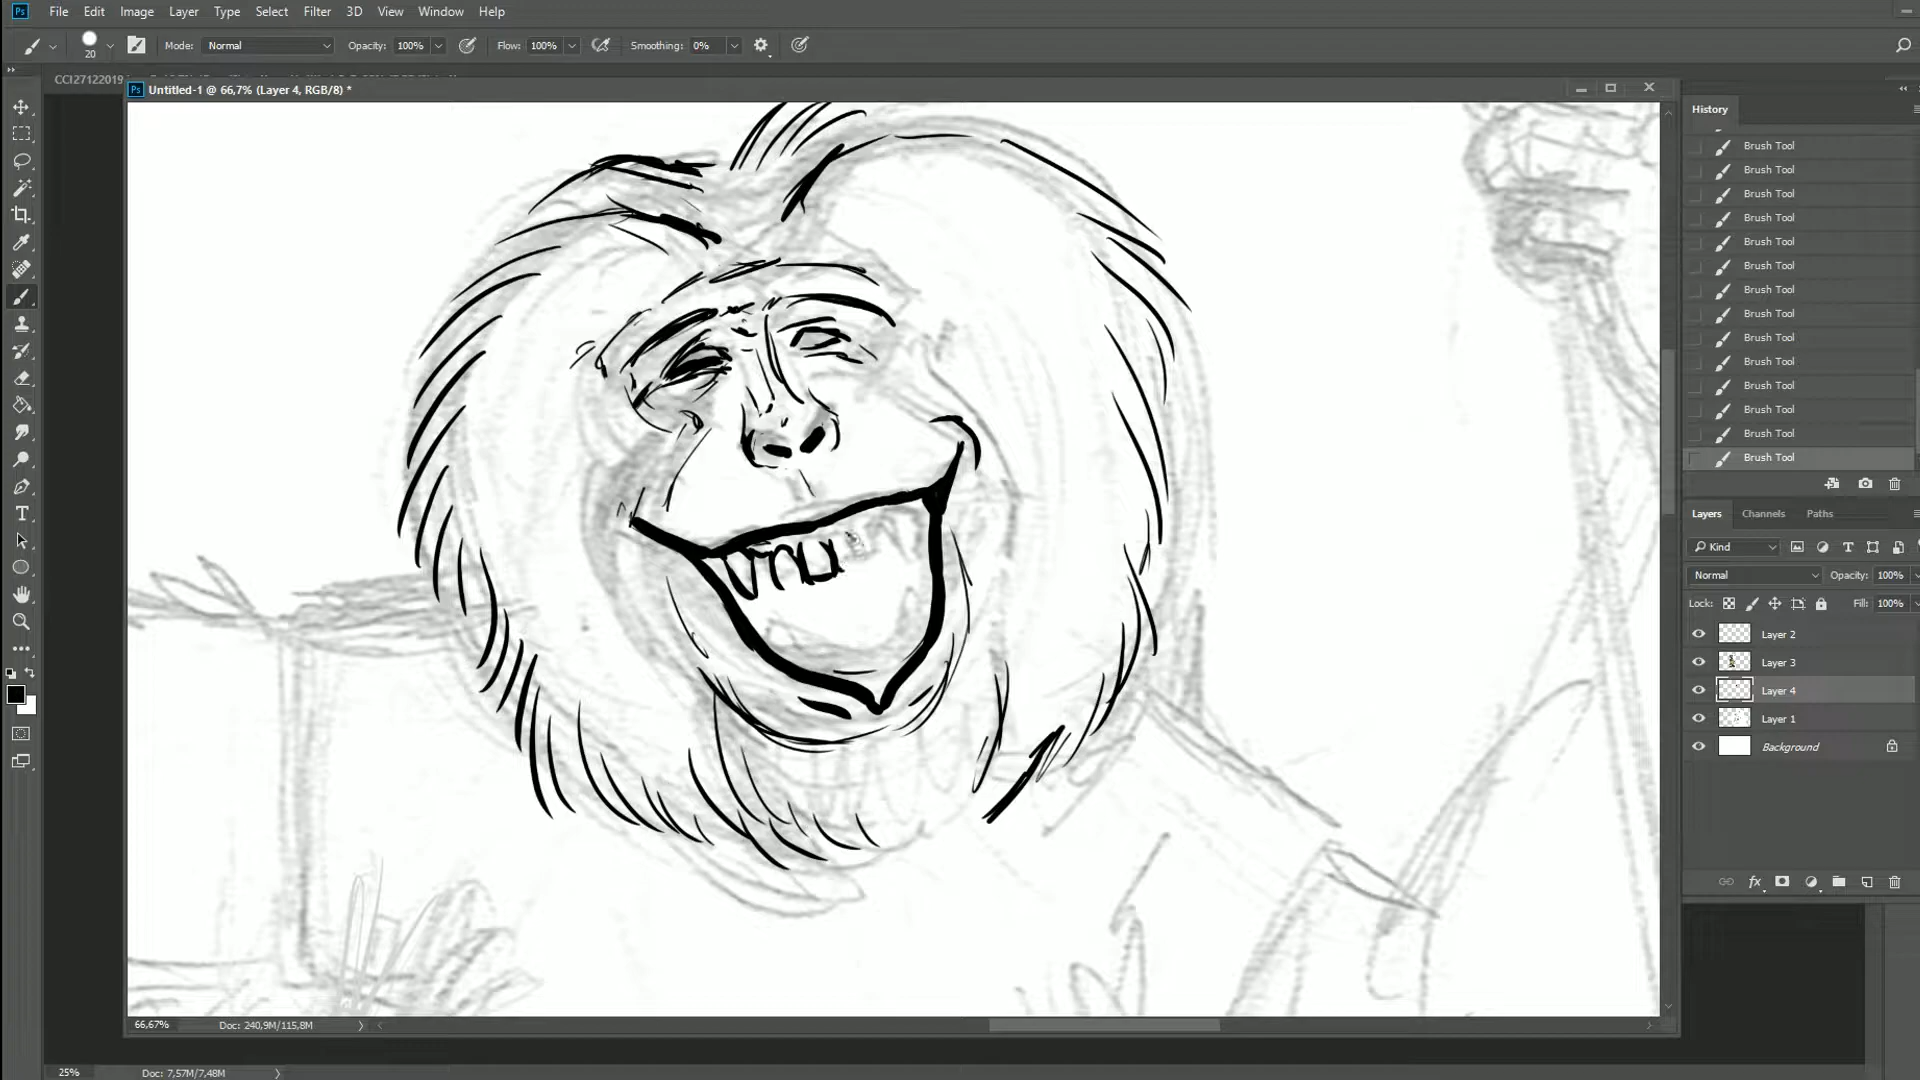 Ps File Edit Image Layer Type Select Filter 3D View Window Help
20 Mode: Normal Opacity: 100% Flow: 100% Smoothing: 0%
CCI27122019
Ps Untitled-1 @ 66,7% (Layer 4, RGB/8) *
History
Brush Tool
Brush Tool
Brush Tool
Brush Tool
Brush Tool
Brush Tool
Brush Tool
Brush Tool
Brush Tool
Brush Tool
Brush Tool
Brush Tool
Brush Tool
Brush Tool
Layers Channels Paths
Kind
Normal Opacity: 100%
Lock: Fill: 100%
Layer 2
Layer 3
Layer 4
Layer 1
Background
66,67% Doc: 240,9M/115,8M
25% Doc: 7,57M/7,48M